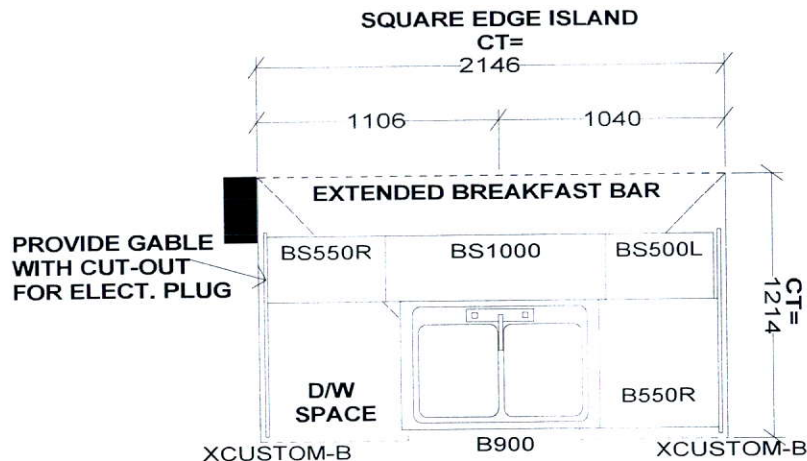 SQUARE EDGE ISLAND
CT=
2146
1106
1040
EXTENDED BREAKFAST BAR
PROVIDE GABLE
WITH CUT-OUT
FOR ELECT. PLUG
BS550R
BS1000
BS500L
CT=
1214
D/W
SPACE
B550R
XCUSTOM-B
B900
XCUSTOM-B